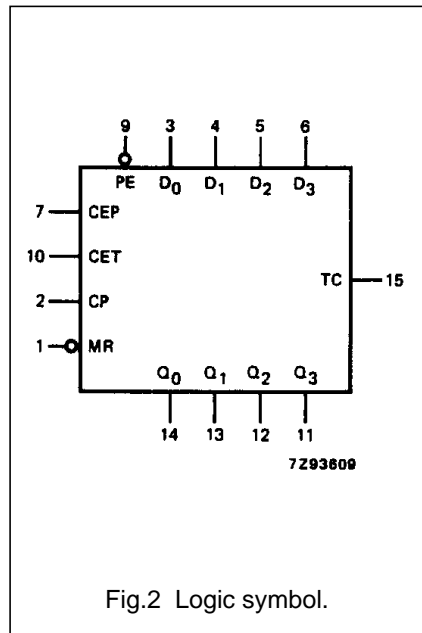 9 3 4 5 6
PE D0 D1 D2 D3
7 CEP
10 CET
TC 15
2 CP
1 MR
Q0 Q1 Q2 Q3
14 13 12 11
7Z93609
Fig.2 Logic symbol.